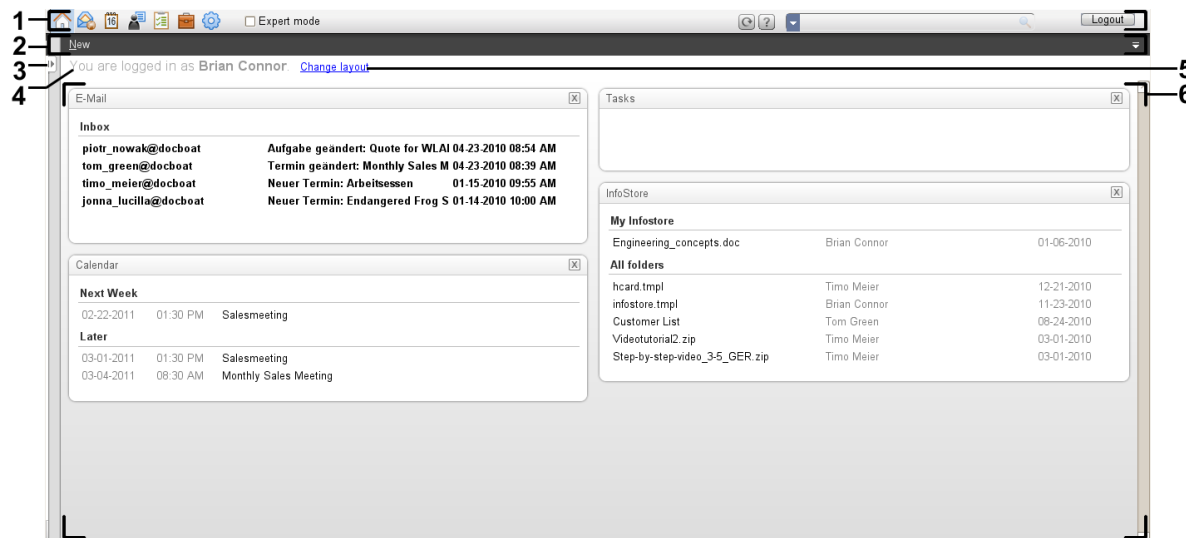 1 16 Expert mode ? Logout
2 New
3
You are logged in as Brian Connor. Change layout 5
4 6
E-Mail X
Inbox
piotr_nowak@docboat Aufgabe geändert: Quote for WLAI 04-23-2010 08:54 AM
tom_green@docboat Termin geändert: Monthly Sales M 04-23-2010 08:39 AM
timo_meier@docboat Neuer Termin: Arbeitsessen 01-15-2010 09:55 AM
jonna_lucilla@docboat Neuer Termin: Endangered Frog S 01-14-2010 10:00 AM
Calendar X
Next Week
02-22-2011 01:30 PM Salesmeeting
Later
03-01-2011 01:30 PM Salesmeeting
03-04-2011 08:30 AM Monthly Sales Meeting
Tasks X
InfoStore X
My Infostore
Engineering_concepts.doc Brian Connor 01-06-2010
All folders
hcard.tmpl Timo Meier 12-21-2010
infostore.tmpl Brian Connor 11-23-2010
Customer List Tom Green 08-24-2010
Videotutorial2.zip Timo Meier 03-01-2010
Step-by-step-video_3-5_GER.zip Timo Meier 03-01-2010